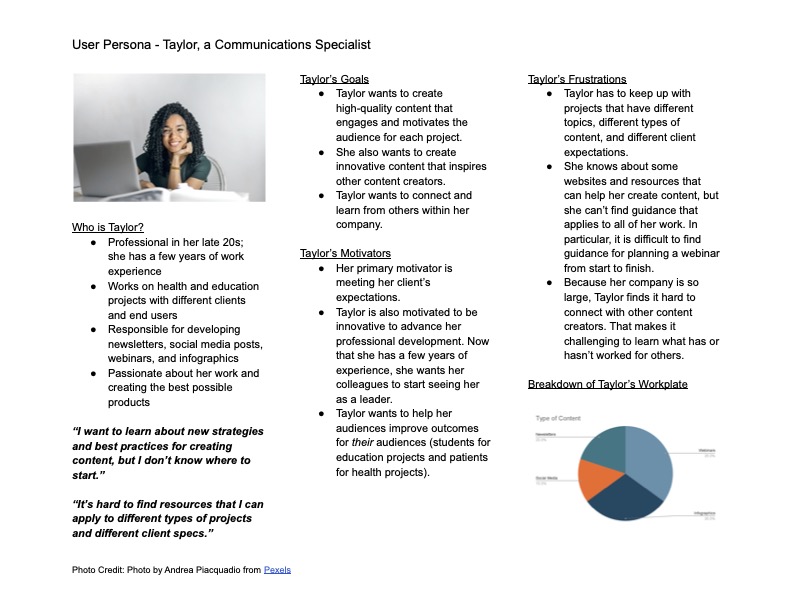 User Persona - Taylor, a Communications Specialist
Who is Taylor?
● Professional in her late 20s;
she has a few years of work
experience
● Works on health and education
projects with different clients
and end users
● Responsible for developing
newsletters, social media posts,
webinars, and infographics
● Passionate about her work and
creating the best possible
products
“I want to learn about new strategies
and best practices for creating
content, but I don’t know where to
start.”
“It’s hard to find resources that I can
apply to different types of projects
and different client specs.”
Taylor’s Goals
● Taylor wants to create
high-quality content that
engages and motivates the
audience for each project.
● She also wants to create
innovative content that inspires
other content creators.
● Taylor wants to connect and
learn from others within her
company.
Taylor’s Motivators
● Her primary motivator is
meeting her client’s
expectations.
● Taylor is also motivated to be
innovative to advance her
professional development. Now
that she has a few years of
experience, she wants her
colleagues to start seeing her
as a leader.
● Taylor wants to help her
audiences improve outcomes
for their audiences (students for
education projects and patients
for health projects).
Taylor’s Frustrations
● Taylor has to keep up with
projects that have different
topics, different types of
content, and different client
expectations.
● She knows about some
websites and resources that
can help her create content, but
she can’t find guidance that
applies to all of her work. In
particular, it is difficult to find
guidance for planning a webinar
from start to finish.
● Because her company is so
large, Taylor finds it hard to
connect with other content
creators. That makes it
challenging to learn what has or
hasn’t worked for others.
Breakdown of Taylor’s Workplate
Type of Content
Newsletters
Webinars
Social Media
Infographics
Photo Credit: Photo by Andrea Piacquadio from Pexels